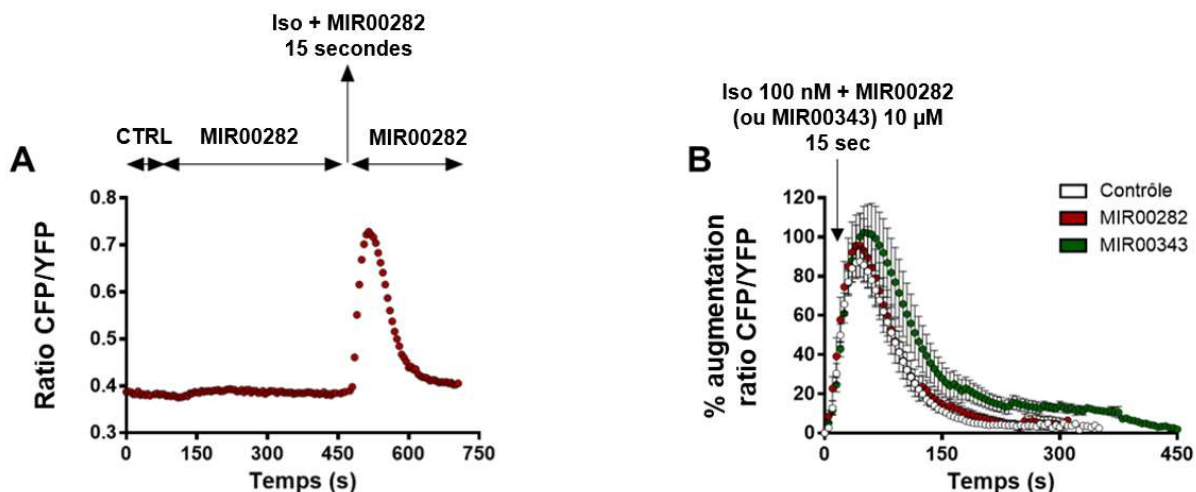 Iso + MIR00282
15 secondes
CTRL MIR00282 MIR00282
A
0.8
0.7
0.6
0.5
0.4
0.3
Ratio CFP/YFP
0 150 300 450 600 750
Temps (s)
Iso 100 nM + MIR00282
(ou MIR00343) 10 µM
15 sec
B
120
100
80
60
40
20
0
% augmentation
ratio CFP/YFP
Contrôle
MIR00282
MIR00343
0 150 300 450
Temps (s)